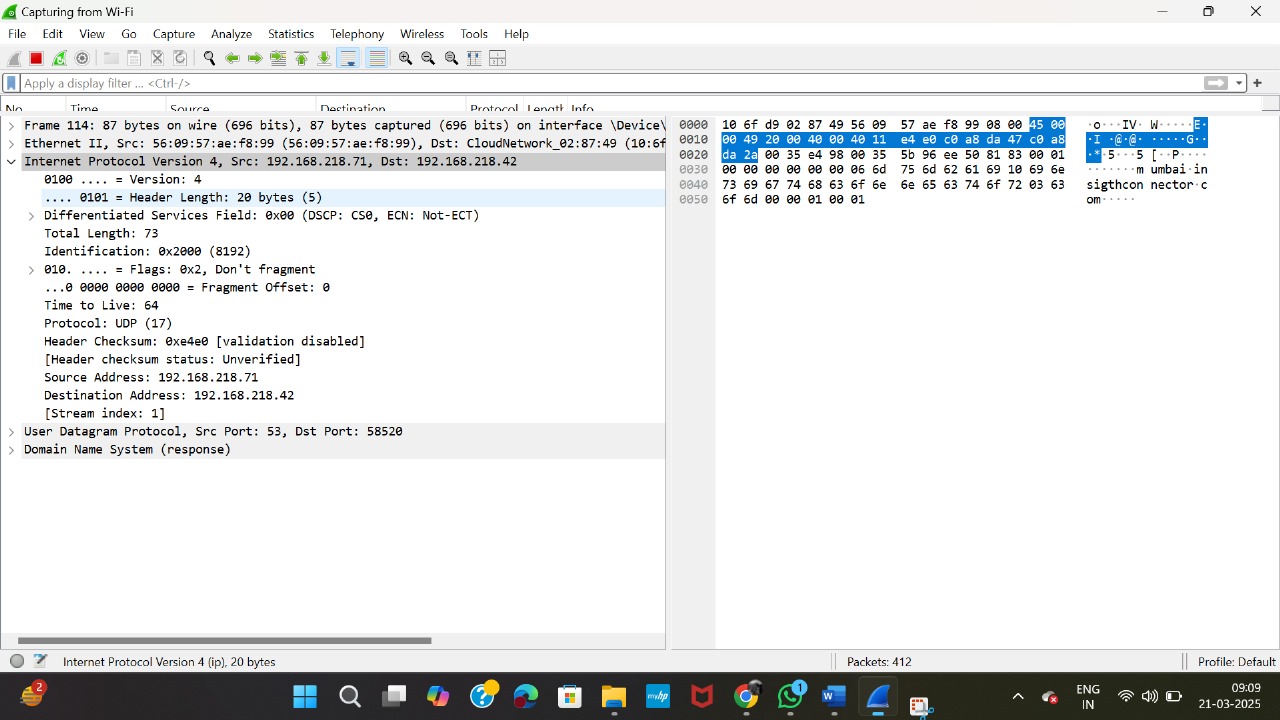 Capturing from Wi-Fi
File Edit View Go Capture Analyze Statistics Telephony Wireless Tools Help
Apply a display filter ... <Ctrl-/>
No. Time Source Destination Protocol Length Info
Frame 114: 87 bytes on wire (696 bits), 87 bytes captured (696 bits) on interface \Device\
Ethernet II, Src: 56:09:57:ae:f8:99 (56:09:57:ae:f8:99), Dst: CloudNetwork_02:87:49 (10:6f
Internet Protocol Version 4, Src: 192.168.218.71, Dst: 192.168.218.42
0100 .... = Version: 4
.... 0101 = Header Length: 20 bytes (5)
Differentiated Services Field: 0x00 (DSCP: CS0, ECN: Not-ECT)
Total Length: 73
Identification: 0x2000 (8192)
010. .... = Flags: 0x2, Don't fragment
...0 0000 0000 0000 = Fragment Offset: 0
Time to Live: 64
Protocol: UDP (17)
Header Checksum: 0xe4e0 [validation disabled]
[Header checksum status: Unverified]
Source Address: 192.168.218.71
Destination Address: 192.168.218.42
[Stream index: 1]
User Datagram Protocol, Src Port: 53, Dst Port: 58520
Domain Name System (response)
0000 10 6f d9 02 87 49 56 09 57 ae f8 99 08 00 45 00 ·o···IV· W·····E·
0010 00 49 20 00 40 00 40 11 e4 e0 c0 a8 da 47 c0 a8 ·I ·@·@· ·····G··
0020 da 2a 00 35 e4 98 00 35 5b 96 ee 50 81 83 00 01 ·*·5···5 [··P····
0030 00 00 00 00 00 00 06 6d 75 6d 62 61 69 10 69 6e ·······m umbai·in
0040 73 69 67 74 68 63 6f 6e 6e 65 63 74 6f 72 03 63 sigthcon nector·c
0050 6f 6d 00 00 01 00 01 om·····
Internet Protocol Version 4 (ip), 20 bytes
Packets: 412
Profile: Default
2
myhp
1
ENG
IN
09:09
21-03-2025